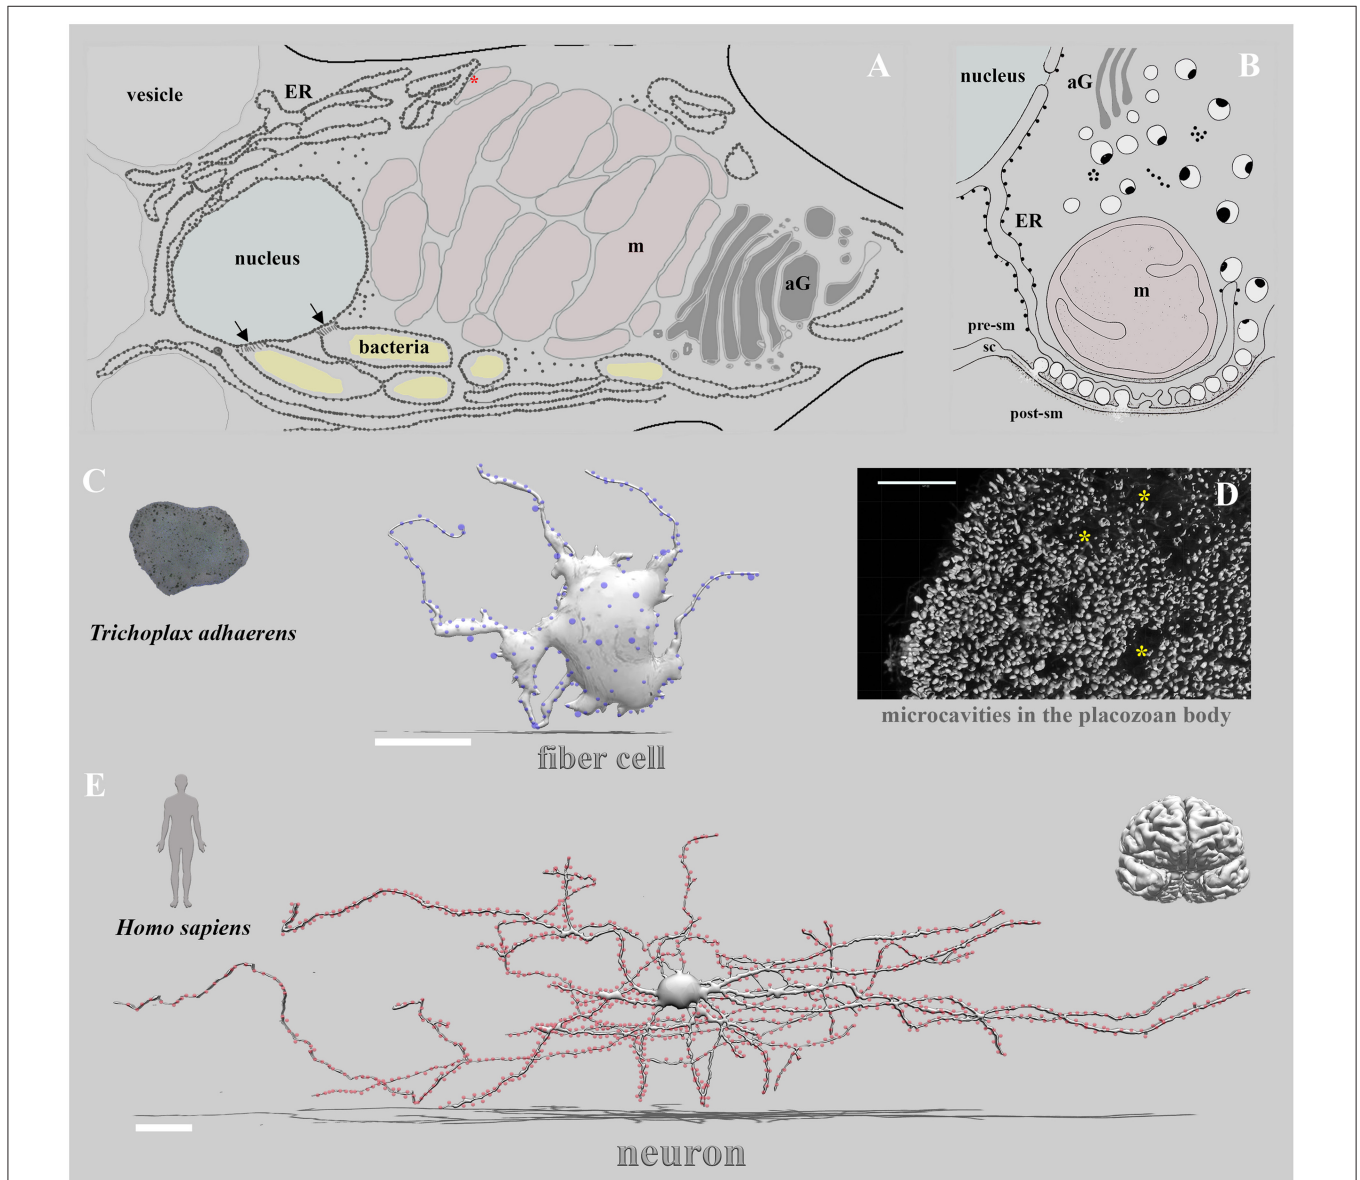 A
vesicle
ER
*
nucleus
m
aG
bacteria
B
nucleus
aG
ER
m
pre-sm
sc
post-sm
C
Trichoplax adhaerens
fiber cell
D
*
*
*
microcavities in the placozoan body
E
Homo sapiens
neuron